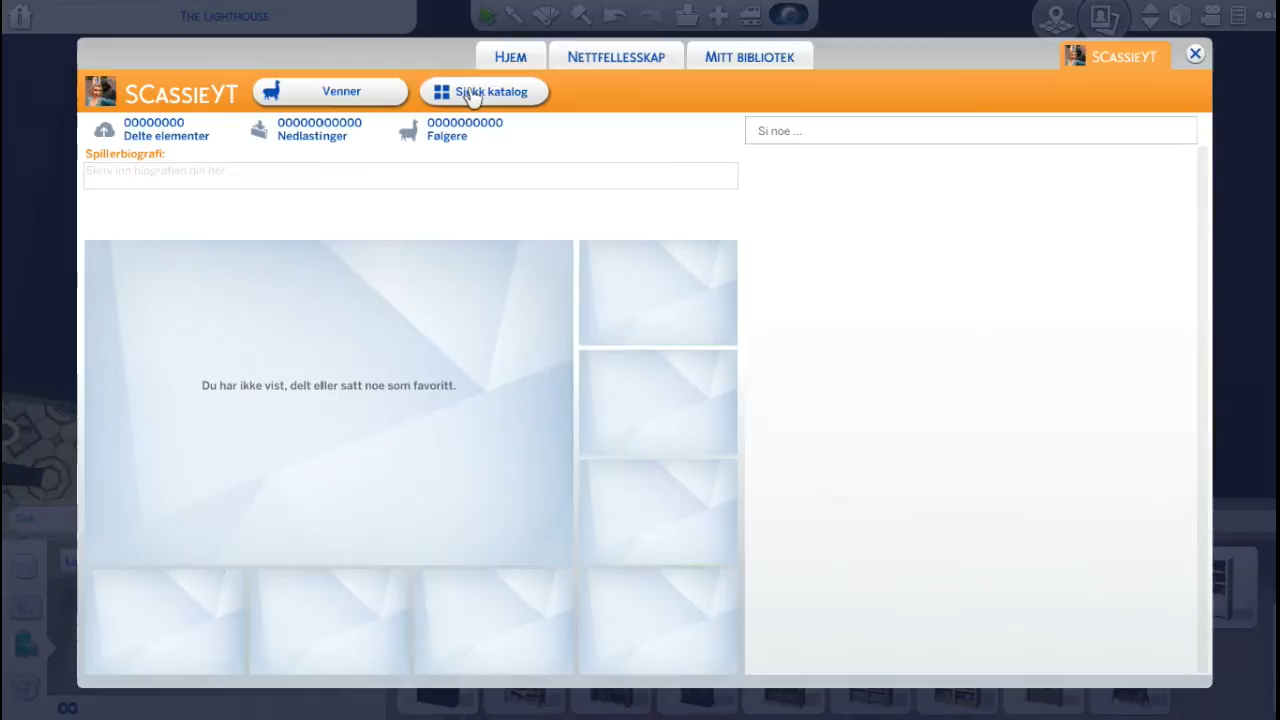 THE LIGHTHOUSE
HJEM
NETTFELLESSKAP
MITT BIBLIOTEK
SCASSIEYT
SCASSIEYT
Venner
Sjekk katalog
00000000
Delte elementer
0000000000
Nedlastinger
0000000000
Følgere
Si noe ...
Spillerbiografi:
Skriv inn biografien din her ...
Du har ikke vist, delt eller satt noe som favoritt.